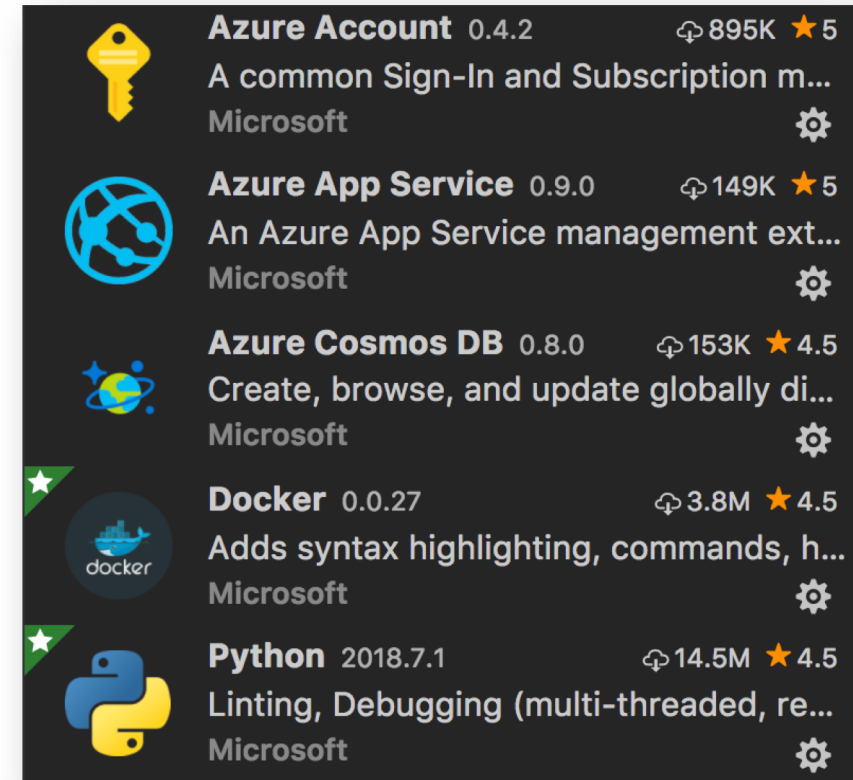 Azure Account 0.4.2 895K 5
A common Sign-In and Subscription m...
Microsoft
Azure App Service 0.9.0 149K 5
An Azure App Service management ext...
Microsoft
Azure Cosmos DB 0.8.0 153K 4.5
Create, browse, and update globally di...
Microsoft
Docker 0.0.27 3.8M 4.5
docker
Adds syntax highlighting, commands, h...
Microsoft
Python 2018.7.1 14.5M 4.5
Linting, Debugging (multi-threaded, re...
Microsoft